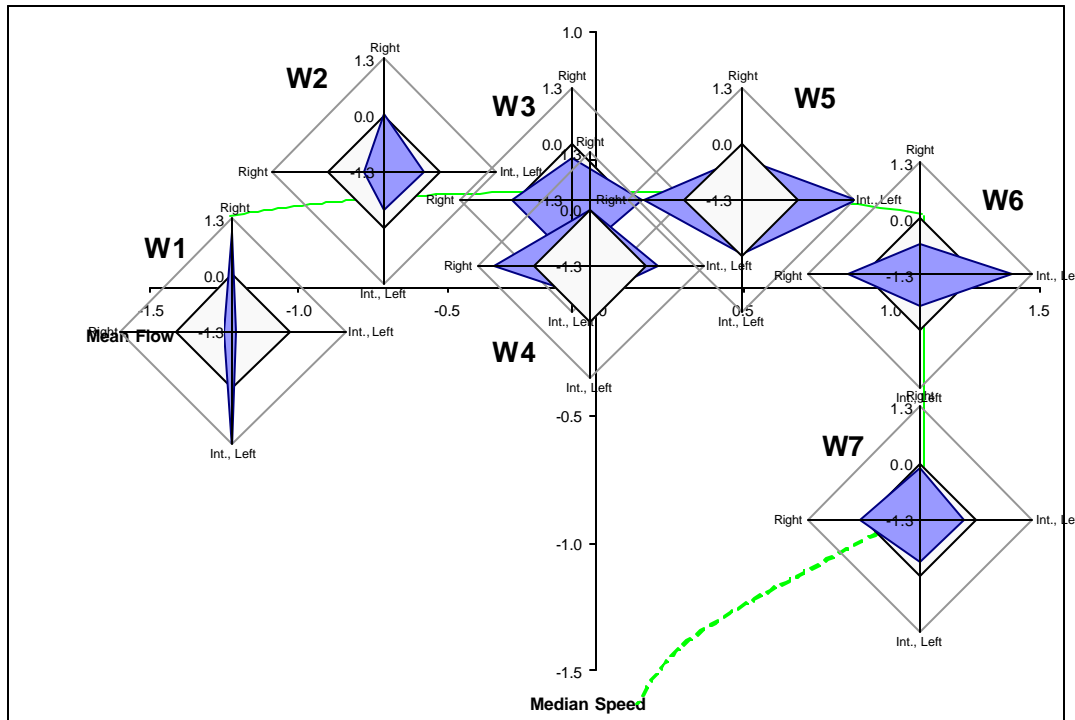 1.0
Right
1.3
W2
0.0
Right
-1.3
Int., Left
Int., Left
Right
1.3
W3
0.0
Right
1.3
Right
1.3
W5
0.0
-1.3
Int., Left
Int., Left
Right
1.3
W6
0.0
Right
-1.3
Int., Le
Int., Left
Right
1.3
W1
0.0
Right
-1.3
Int., Left
Int., Left
Right
1.3
0.0
Right
-1.3
Int., Left
Int., Left
Int., Left
W4
-1.5
-1.0
-0.5
0.5
1.0
1.5
Mean Flow
-0.5
Right
1.3
W7
0.0
Right
-1.3
Int., Le
Int., Left
-1.0
-1.5
Median Speed